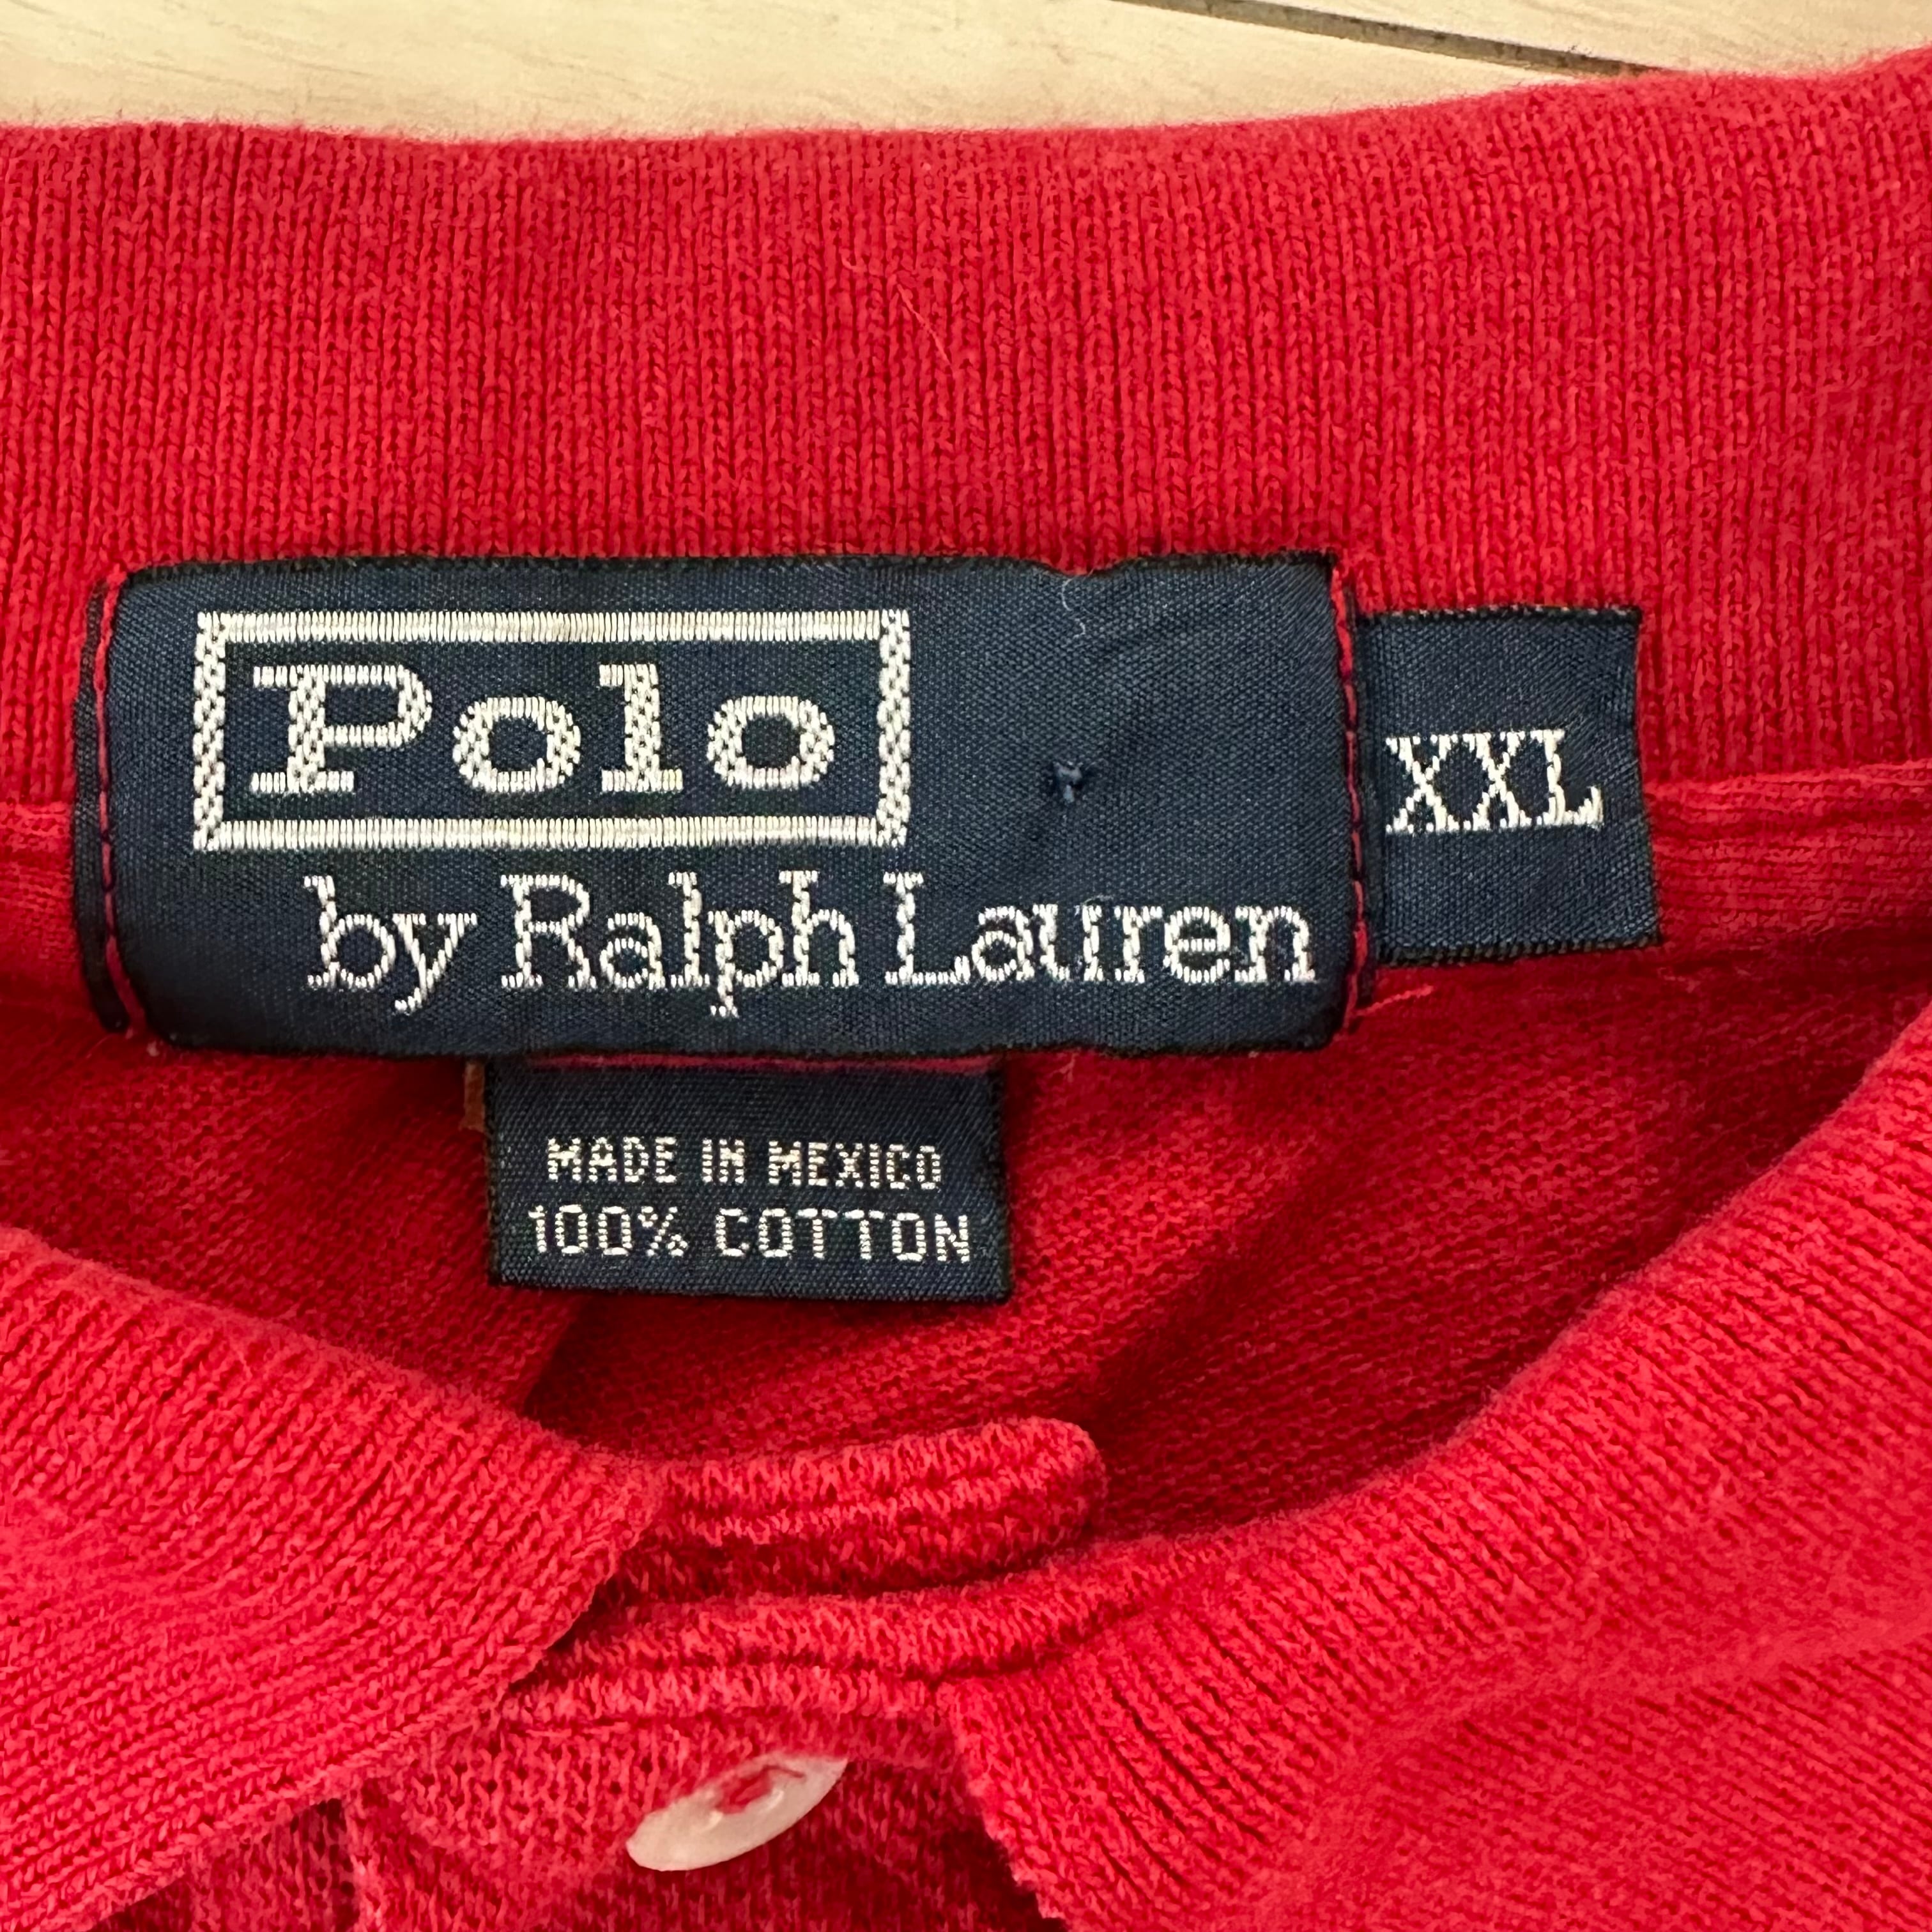 Polo
by Ralph Lauren
XXL
MADE IN MEXICO
100% COTTON